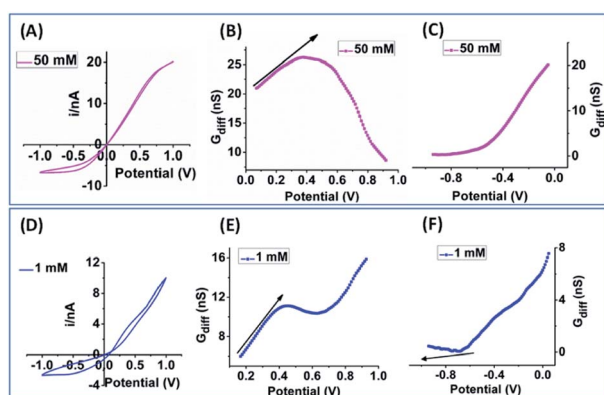 (A)
50 mM
i/nA
20
10
0
-10
-1.0 -0.5 0.0 0.5 1.0
Potential (V)
(B)
50 mM
G_diff (nS)
25
20
15
10
0.0 0.2 0.4 0.6 0.8 1.0
Potential (V)
(C)
50 mM
G_diff (nS)
20
10
0
-0.8 -0.4 0.0
Potential (V)
(D)
1 mM
i/nA
12
8
4
0
-4
-1.0 -0.5 0.0 0.5 1.0
Potential (V)
(E)
1 mM
G_diff (nS)
16
12
8
0.2 0.4 0.6 0.8 1.0
Potential (V)
(F)
1 mM
G_diff (nS)
8
4
0
-0.8 -0.4 0.0
Potential (V)